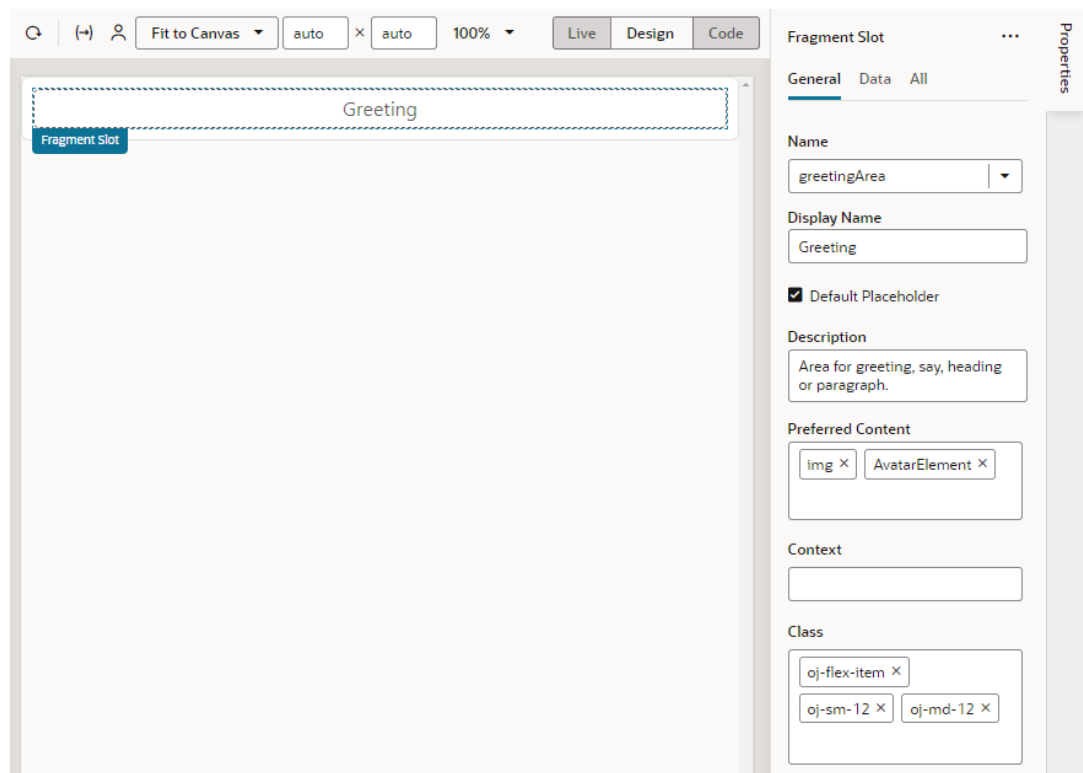 Fit to Canvas auto × auto 100% Live Design Code
Greeting
Fragment Slot
Fragment Slot
General Data All
Name
greetingArea
Display Name
Greeting
Default Placeholder
Description
Area for greeting, say, heading
or paragraph.
Preferred Content
img × AvatarElement ×
Context
Class
oj-flex-item ×
oj-sm-12 × oj-md-12 ×
Properties